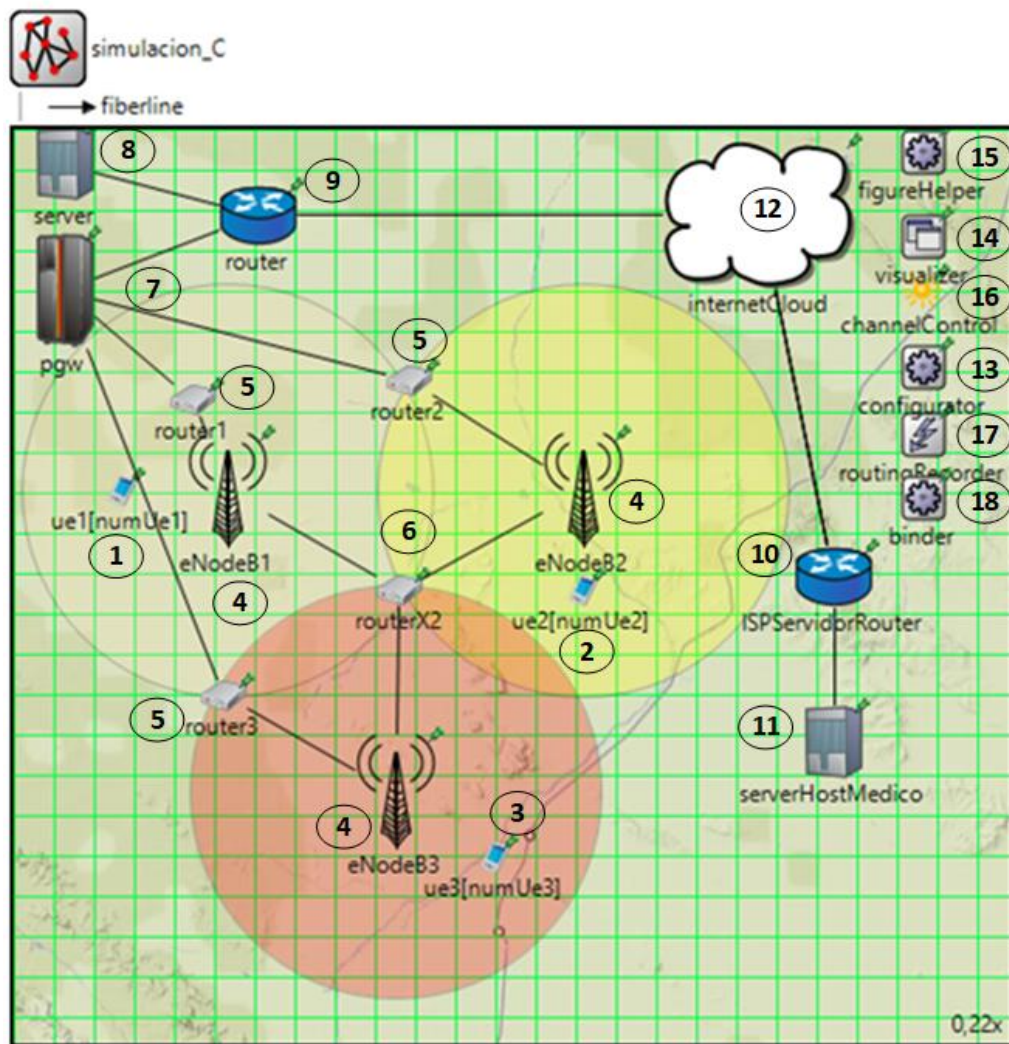 simulacion_C
fiberline
8
server
9
router
12
internetCloud
15
figureHelper
14
visualizer
16
channelControl
7
pgw
5
router1
5
router2
13
configurator
17
routingRecorder
18
binder
ue1[numUe1]
1
eNodeB1
4
6
routerX2
4
eNodeB2
ue2[numUe2]
2
10
ISPServidorRouter
5
router3
11
serverHostMedico
4
eNodeB3
3
ue3[numUe3]
0,22x